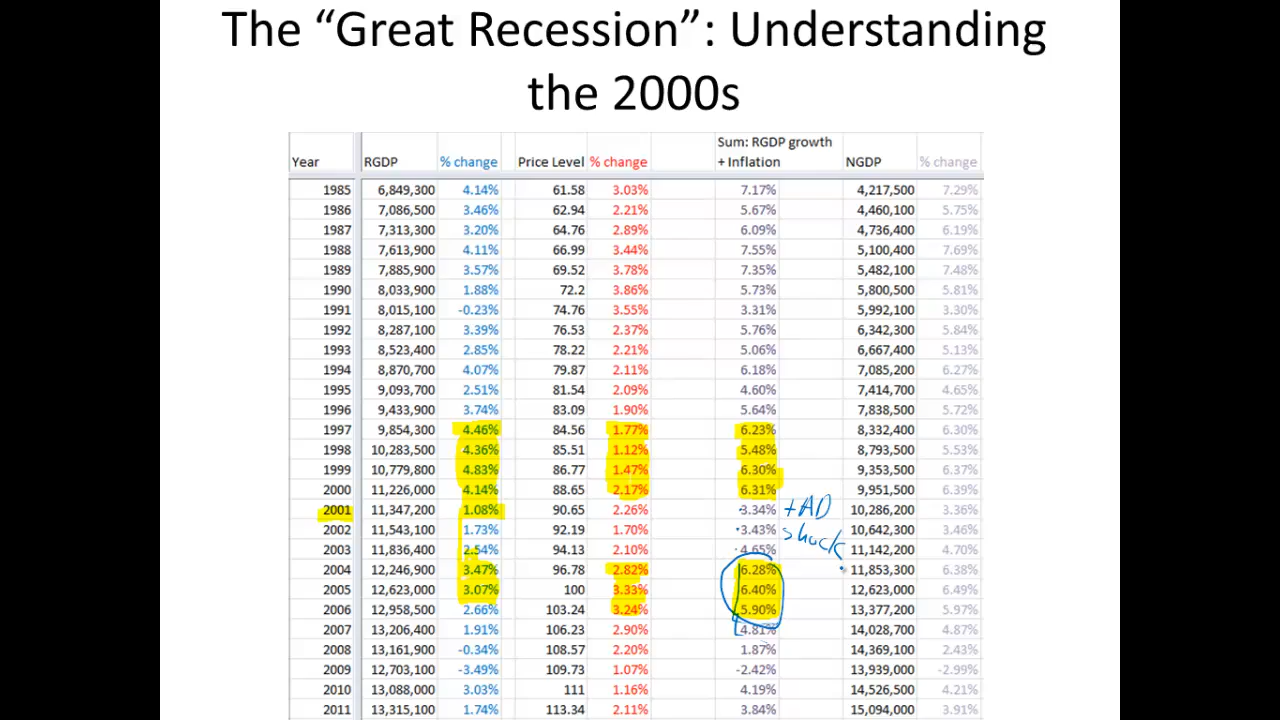 The “Great Recession”: Understanding
the 2000s
Sum: RGDP growth
Year RGDP % change Price Level % change + Inflation NGDP % change
1985 6,849,300 4.14% 61.58 3.03% 7.17% 4,217,500 7.29%
1986 7,086,500 3.46% 62.94 2.21% 5.67% 4,460,100 5.75%
1987 7,313,300 3.20% 64.76 2.89% 6.09% 4,736,400 6.19%
1988 7,613,900 4.11% 66.99 3.44% 7.55% 5,100,400 7.69%
1989 7,885,900 3.57% 69.52 3.78% 7.35% 5,482,100 7.48%
1990 8,033,900 1.88% 72.2 3.86% 5.73% 5,800,500 5.81%
1991 8,015,100 -0.23% 74.76 3.55% 3.31% 5,992,100 3.30%
1992 8,287,100 3.39% 76.53 2.37% 5.76% 6,342,300 5.84%
1993 8,523,400 2.85% 78.22 2.21% 5.06% 6,667,400 5.13%
1994 8,870,700 4.07% 79.87 2.11% 6.18% 7,085,200 6.27%
1995 9,093,700 2.51% 81.54 2.09% 4.60% 7,414,700 4.65%
1996 9,433,900 3.74% 83.09 1.90% 5.64% 7,838,500 5.72%
1997 9,854,300 4.46% 84.56 1.77% 6.23% 8,332,400 6.30%
1998 10,283,500 4.36% 85.51 1.12% 5.48% 8,793,500 5.53%
1999 10,779,800 4.83% 86.77 1.47% 6.30% 9,353,500 6.37%
2000 11,226,000 4.14% 88.65 2.17% 6.31% 9,951,500 6.39%
2001 11,347,200 1.08% 90.65 2.26% 3.34% +AD 10,286,200 3.36%
2002 11,543,100 1.73% 92.19 1.70% 3.43% shock 10,642,300 3.46%
2003 11,836,400 2.54% 94.13 2.10% 4.65% 11,142,200 4.70%
2004 12,246,900 3.47% 96.78 2.82% 6.28% 11,853,300 6.38%
2005 12,623,000 3.07% 100 3.33% 6.40% 12,623,000 6.49%
2006 12,958,500 2.66% 103.24 3.24% 5.90% 13,377,200 5.97%
2007 13,206,400 1.91% 106.23 2.90% 4.81% 14,028,700 4.87%
2008 13,161,900 -0.34% 108.57 2.20% 1.87% 14,369,100 2.43%
2009 12,703,100 -3.49% 109.73 1.07% -2.42% 13,939,000 -2.99%
2010 13,088,000 3.03% 111 1.16% 4.19% 14,526,500 4.21%
2011 13,315,100 1.74% 113.34 2.11% 3.84% 15,094,000 3.91%